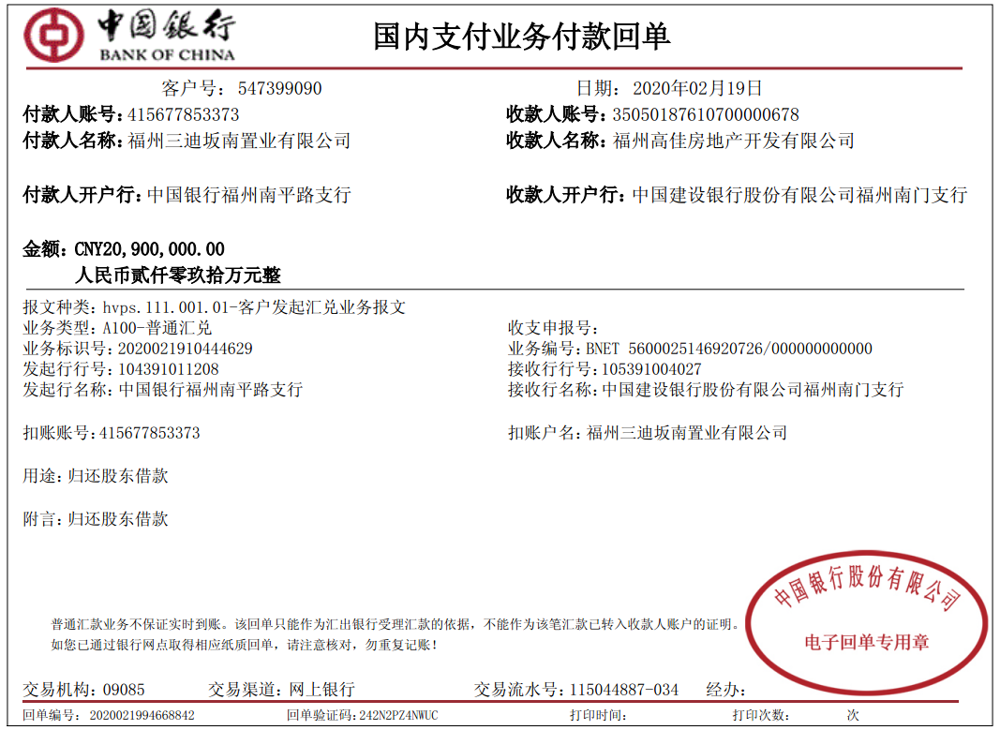 中国银行 国内支付业务付款回单
BANK OF CHINA
客户号： 547399090 日期： 2020年02月19日
付款人账号：415677853373 收款人账号：35050187610700000678
付款人名称：福州三迪坂南置业有限公司 收款人名称：福州高佳房地产开发有限公司
付款人开户行：中国银行福州南平路支行 收款人开户行：中国建设银行股份有限公司福州南门支行
金额：CNY20,900,000.00
人民币贰仟零玖拾万元整
报文种类：hvps.111.001.01-客户发起汇兑业务报文
业务类型：A100-普通汇兑 收支申报号：
业务标识号：2020021910444629 业务编号：BNET 5600025146920726/000000000000
发起行行号：104391011208 接收行行号：105391004027
发起行名称：中国银行福州南平路支行 接收行名称：中国建设银行股份有限公司福州南门支行
扣账账号：415677853373 扣账户名：福州三迪坂南置业有限公司
用途：归还股东借款
附言：归还股东借款
中国银行股份有限公司
普通汇款业务不保证实时到账。该回单只能作为汇出银行受理汇款的依据，不能作为该笔汇款已转入收款人账户的证明。
电子回单专用章
如您已通过银行网点取得相应纸质回单，请注意核对，勿重复记账！
交易机构：09085 交易渠道：网上银行 交易流水号：115044887-034 经办：
回单编号：2020021994668842 回单验证码：242N2PZ4NWUC 打印时间： 打印次数： 次